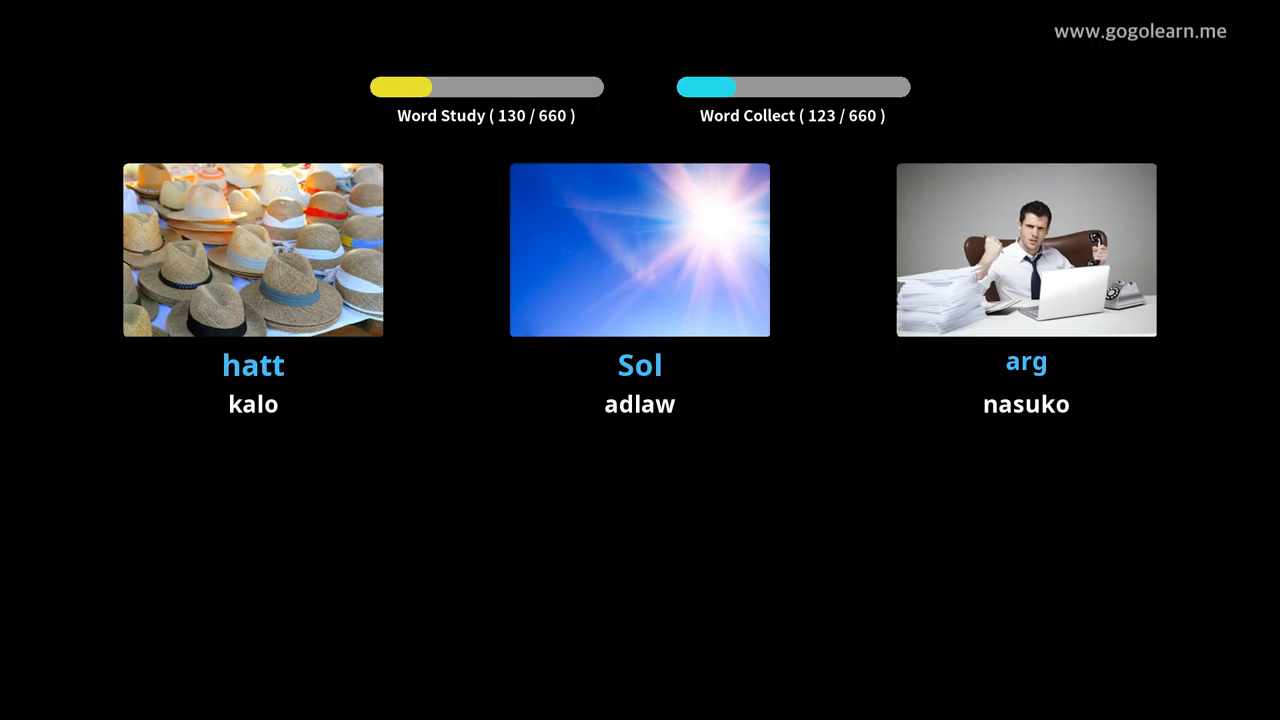 www.gogolearn.me
Word Study ( 130 / 660 )
Word Collect ( 123 / 660 )
hatt
kalo
Sol
adlaw
arg
nasuko